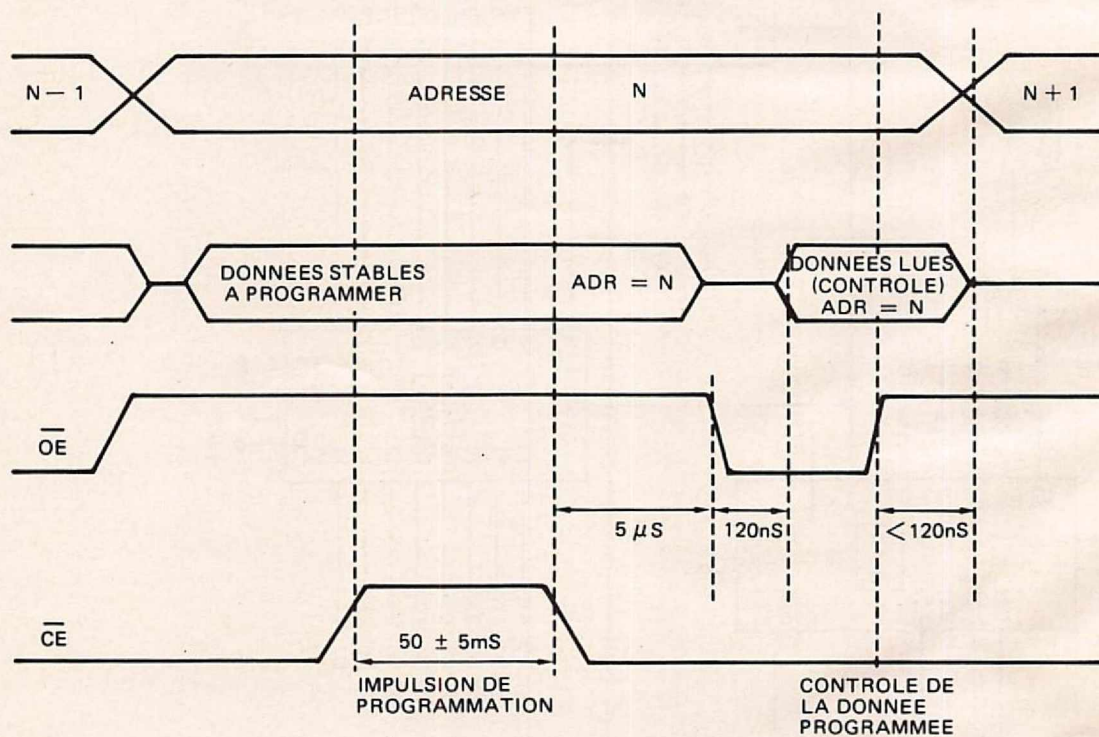 N — 1
ADRESSE
N
N + 1
DONNEES STABLES
A PROGRAMMER
ADR = N
DONNEES LUES
(CONTROLE)
ADR = N
OE
5 μS
120nS
< 120nS
CE
50 ± 5mS
IMPULSION DE
PROGRAMMATION
CONTROLE DE
LA DONNEE
PROGRAMMEE